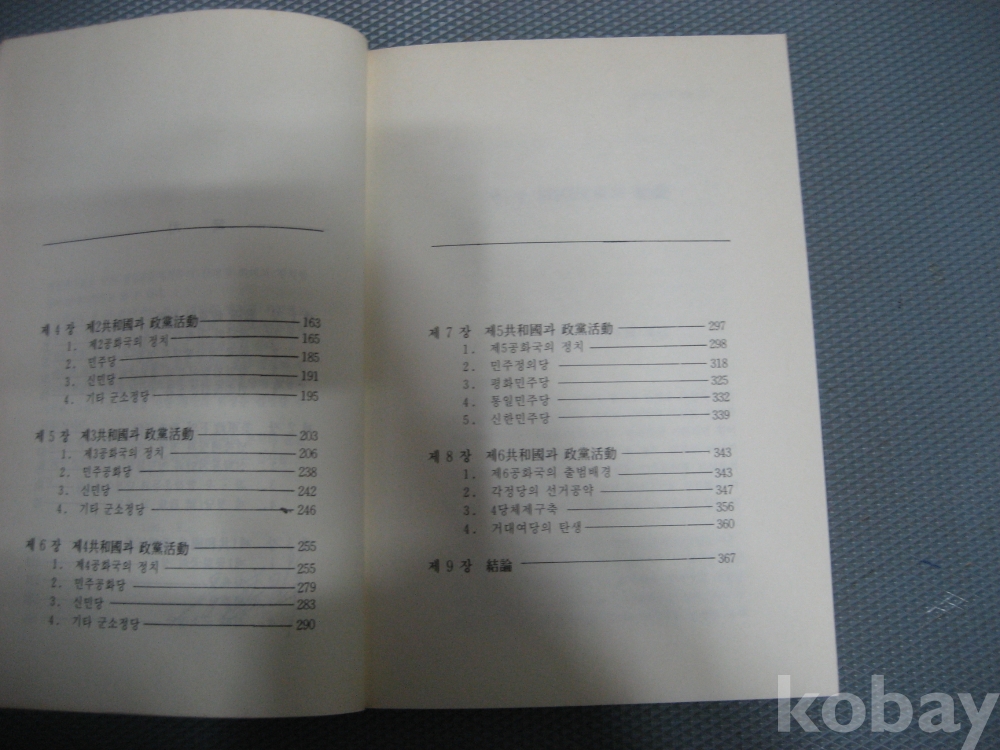 제 4 장 제2共和國과 政黨活動 163
1. 제2공화국의 정치 165
2. 민주당 185
3. 신민당 191
4. 기타 군소정당 195
제 5 장 제3共和國과 政黨活動 203
1. 제3공화국의 정치 206
2. 민주공화당 238
3. 신민당 242
4. 기타 군소정당 246
제 6 장 제4共和國과 政黨活動 255
1. 제4공화국의 정치 255
2. 민주공화당 279
3. 신민당 283
4. 기타 군소정당 290
제 7 장 제5共和國과 政黨活動 297
1. 제5공화국의 정치 298
2. 민주정의당 318
3. 평화민주당 325
4. 통일민주당 332
5. 신한민주당 339
제 8 장 제6共和國과 政黨活動 343
1. 제6공화국의 출범배경 343
2. 각정당의 선거공약 347
3. 4당체제구축 356
4. 거대여당의 탄생 360
제 9 장 結論 367
kobay